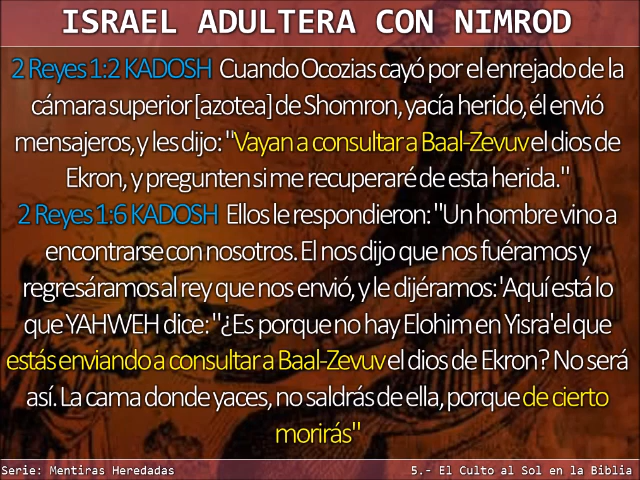 ISRAEL ADULTERA CON NIMROD
2 Reyes 1:2 KADOSH Cuando Ocozias cayó por el enrejado de la
cámara superior [azotea] de Shomron, yacía herido, él envió
mensajeros, y les dijo: "Vayan a consultar a Baal-Zevuv el dios de
Ekron, y pregunten si me recuperaré de esta herida."
2 Reyes 1:6 KADOSH Ellos le respondieron: "Un hombre vino a
encontrarse con nosotros. El nos dijo que nos fuéramos y
regresáramos al rey que nos envió, y le dijéramos: 'Aquí está lo
que YAHWEH dice: "¿Es porque no hay Elohim en Yisra'el que
estás enviando a consultar a Baal-Zevuv el dios de Ekron? No será
así. La cama donde yaces, no saldrás de ella, porque de cierto
morirás"
Serie: Mentiras Heredadas
5.- El Culto al Sol en la Biblia